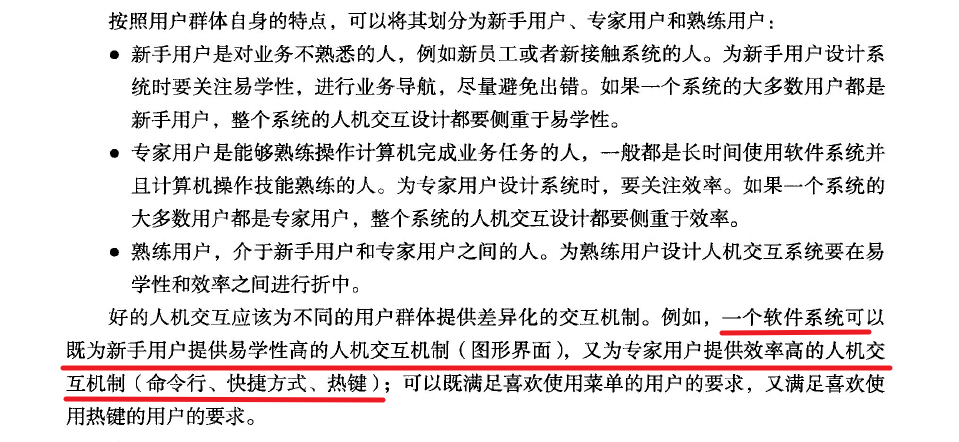 按照用户群体自身的特点，可以将其划分为新手用户、专家用户和熟练用户：
● 新手用户是对业务不熟悉的人，例如新员工或者新接触系统的人。为新手用户设计系
统时要关注易学性，进行业务导航，尽量避免出错。如果一个系统的大多数用户都是
新手用户，整个系统的人机交互设计都要侧重于易学性。
● 专家用户是能够熟练操作计算机完成业务任务的人，一般都是长时间使用软件系统并
且计算机操作技能熟练的人。为专家用户设计系统时，要关注效率。如果一个系统的
大多数用户都是专家用户，整个系统的人机交互设计都要侧重于效率。
● 熟练用户，介于新手用户和专家用户之间的人。为熟练用户设计人机交互系统要在易
学性和效率之间进行折中。
好的人机交互应该为不同的用户群体提供差异化的交互机制。例如，一个软件系统可以
既为新手用户提供易学性高的人机交互机制（图形界面），又为专家用户提供效率高的人机交
互机制（命令行、快捷方式、热键）；可以既满足喜欢使用菜单的用户的要求，又满足喜欢使
用热键的用户的要求。